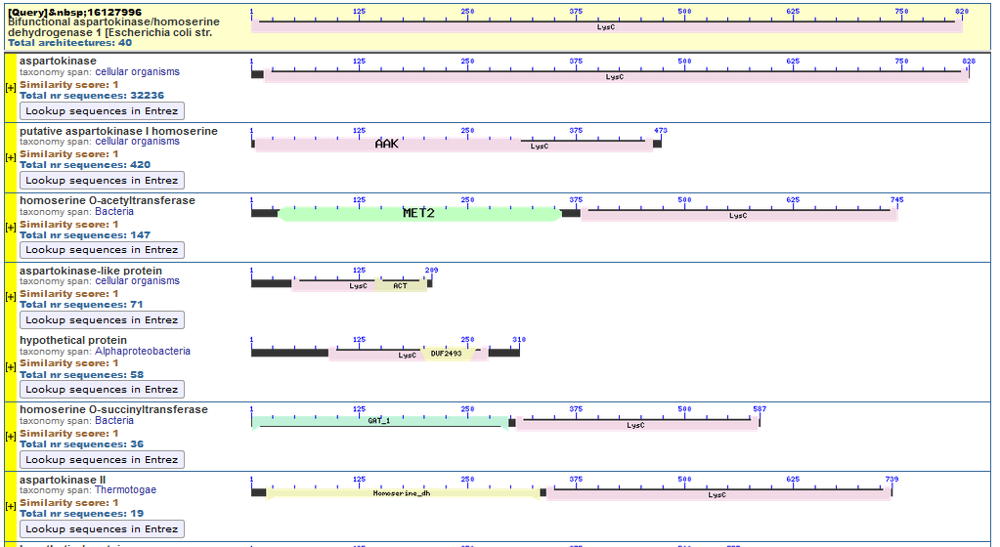 [Query]&nbsp;16127996
Bifunctional aspartokinase/homoserine
dehydrogenase 1 [Escherichia coli str.
Total architectures: 40
1 125 250 375 500 625 750 820
LysC
aspartokinase
taxonomy span: cellular organisms
Similarity score: 1
Total nr sequences: 32236
[+]
Lookup sequences in Entrez
1 125 250 375 500 625 750 828
LysC
putative aspartokinase I homoserine
taxonomy span: cellular organisms
Similarity score: 1
Total nr sequences: 420
[+]
Lookup sequences in Entrez
1 125 250 375 473
AAK LysC
homoserine O-acetyltransferase
taxonomy span: Bacteria
Similarity score: 1
Total nr sequences: 147
[+]
Lookup sequences in Entrez
1 125 250 375 500 625 745
MET2 LysC
aspartokinase-like protein
taxonomy span: cellular organisms
Similarity score: 1
Total nr sequences: 71
[+]
Lookup sequences in Entrez
1 125 209
LysC ACT
hypothetical protein
taxonomy span: Alphaproteobacteria
Similarity score: 1
Total nr sequences: 58
[+]
Lookup sequences in Entrez
1 125 250 310
LysC DUF2493
homoserine O-succinyltransferase
taxonomy span: Bacteria
Similarity score: 1
Total nr sequences: 36
[+]
Lookup sequences in Entrez
1 125 250 375 500 587
GAT_1 LysC
aspartokinase II
taxonomy span: Thermotogae
Similarity score: 1
Total nr sequences: 19
[+]
Lookup sequences in Entrez
1 125 250 375 500 625 739
Homoserine_dh LysC